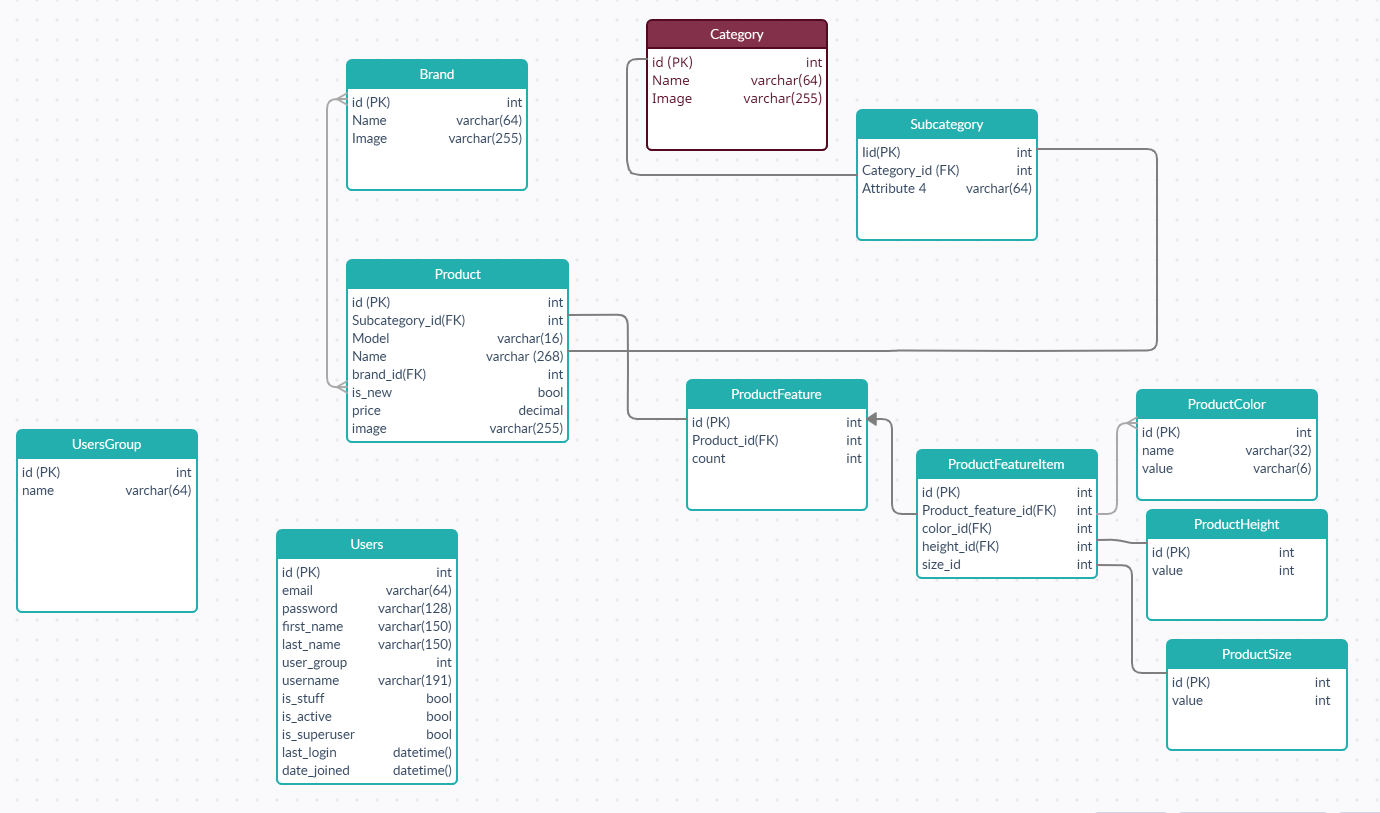 Category
id (PK) int
Name varchar(64)
Image varchar(255)
Brand
id (PK) int
Name varchar(64)
Image varchar(255)
Subcategory
Iid(PK) int
Category_id (FK) int
Attribute 4 varchar(64)
Product
id (PK) int
Subcategory_id(FK) int
Model varchar(16)
Name varchar (268)
brand_id(FK) int
is_new bool
price decimal
image varchar(255)
ProductFeature
id (PK) int
Product_id(FK) int
count int
ProductColor
id (PK) int
name varchar(32)
value varchar(6)
UsersGroup
id (PK) int
name varchar(64)
ProductFeatureItem
id (PK) int
Product_feature_id(FK) int
color_id(FK) int
height_id(FK) int
size_id int
ProductHeight
id (PK) int
value int
Users
id (PK) int
email varchar(64)
password varchar(128)
first_name varchar(150)
last_name varchar(150)
user_group int
username varchar(191)
is_stuff bool
is_active bool
is_superuser bool
last_login datetime()
date_joined datetime()
ProductSize
id (PK) int
value int